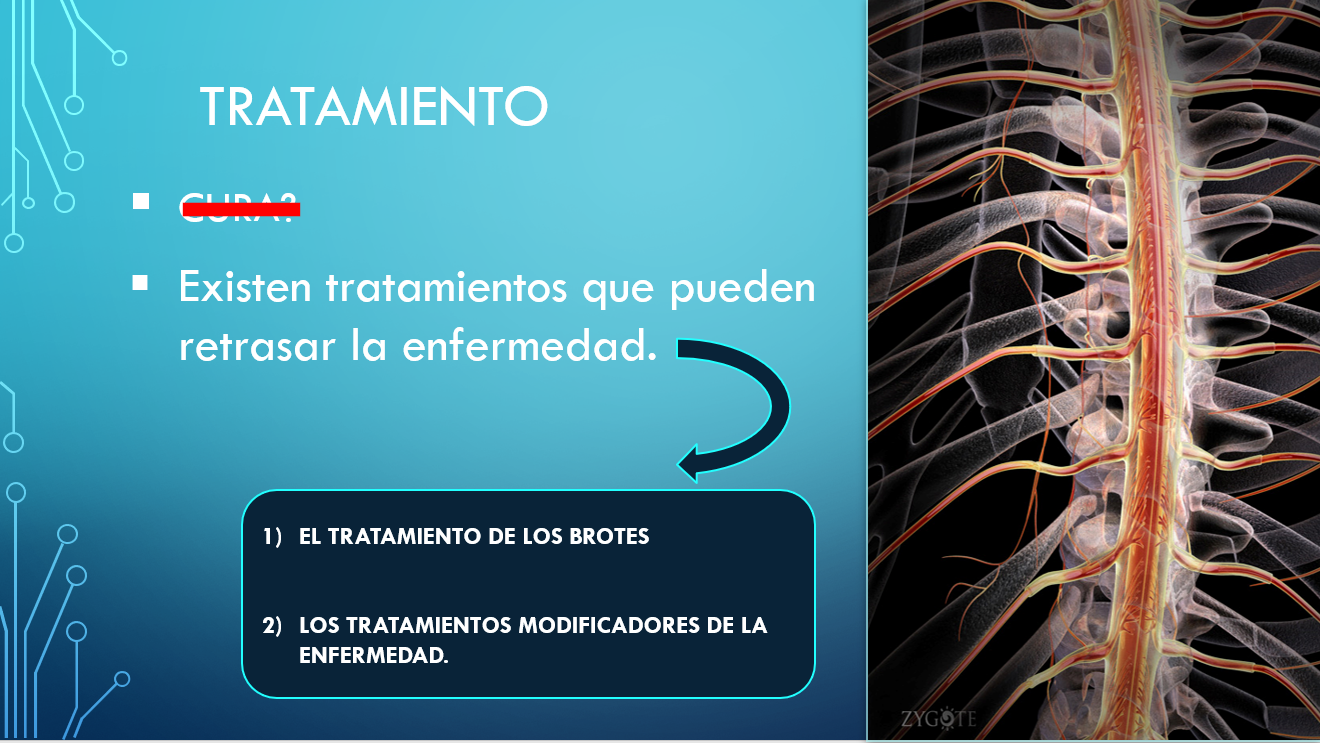 TRATAMIENTO
CURA?
Existen tratamientos que pueden
retrasar la enfermedad.
1) EL TRATAMIENTO DE LOS BROTES
2) LOS TRATAMIENTOS MODIFICADORES DE LA
ENFERMEDAD.
ZYGOTE